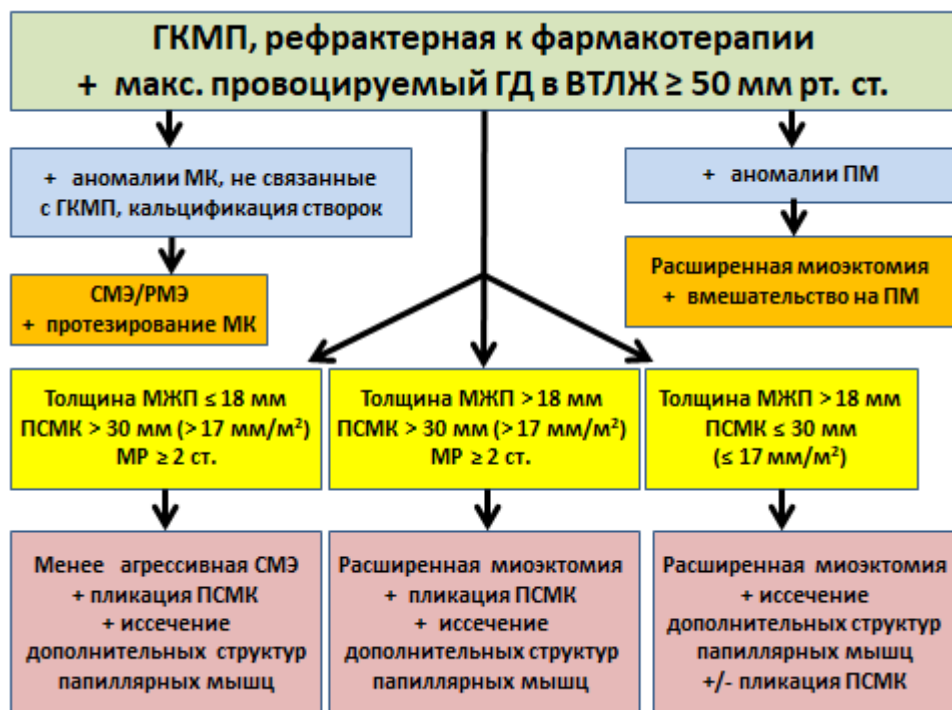 ГКМП, рефрактерная к фармакотерапии
+ макс. провоцируемый ГД в ВТЛЖ ≥ 50 мм рт. ст.
+ аномалии МК, не связанные
с ГКМП, кальцификация створок
+ аномалии ПМ
СМЭ/РМЭ
+ протезирование МК
Расширенная миоэктомия
+ вмешательство на ПМ
Толщина МЖП ≤ 18 мм
ПСМК > 30 мм (> 17 мм/м²)
МР ≥ 2 ст.
Толщина МЖП > 18 мм
ПСМК > 30 мм (> 17 мм/м²)
МР ≥ 2 ст.
Толщина МЖП > 18 мм
ПСМК ≤ 30 мм
(≤ 17 мм/м²)
Менее агрессивная СМЭ
+ пликация ПСМК
+ иссечение
дополнительных структур
папиллярных мышц
Расширенная миоэктомия
+ пликация ПСМК
+ иссечение
дополнительных структур
папиллярных мышц
Расширенная миоэктомия
+ иссечение
дополнительных структур
папиллярных мышц
+/- пликация ПСМК